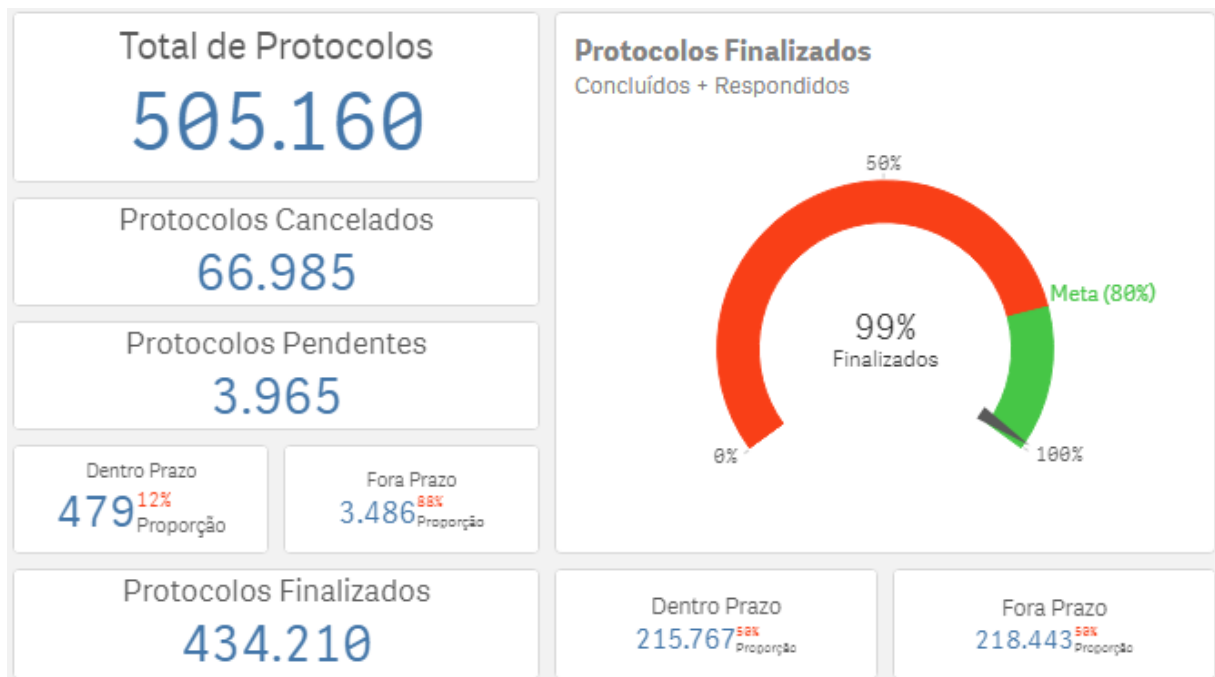 Total de Protocolos
505.160
Protocolos Cancelados
66.985
Protocolos Pendentes
3.965
Dentro Prazo
479
12%
Proporção
Fora Prazo
3.486
88%
Proporção
Protocolos Finalizados
434.210
Protocolos Finalizados
Concluídos + Respondidos
50%
Meta (80%)
99%
Finalizados
0%
100%
Dentro Prazo
215.767
50%
Proporção
Fora Prazo
218.443
50%
Proporção